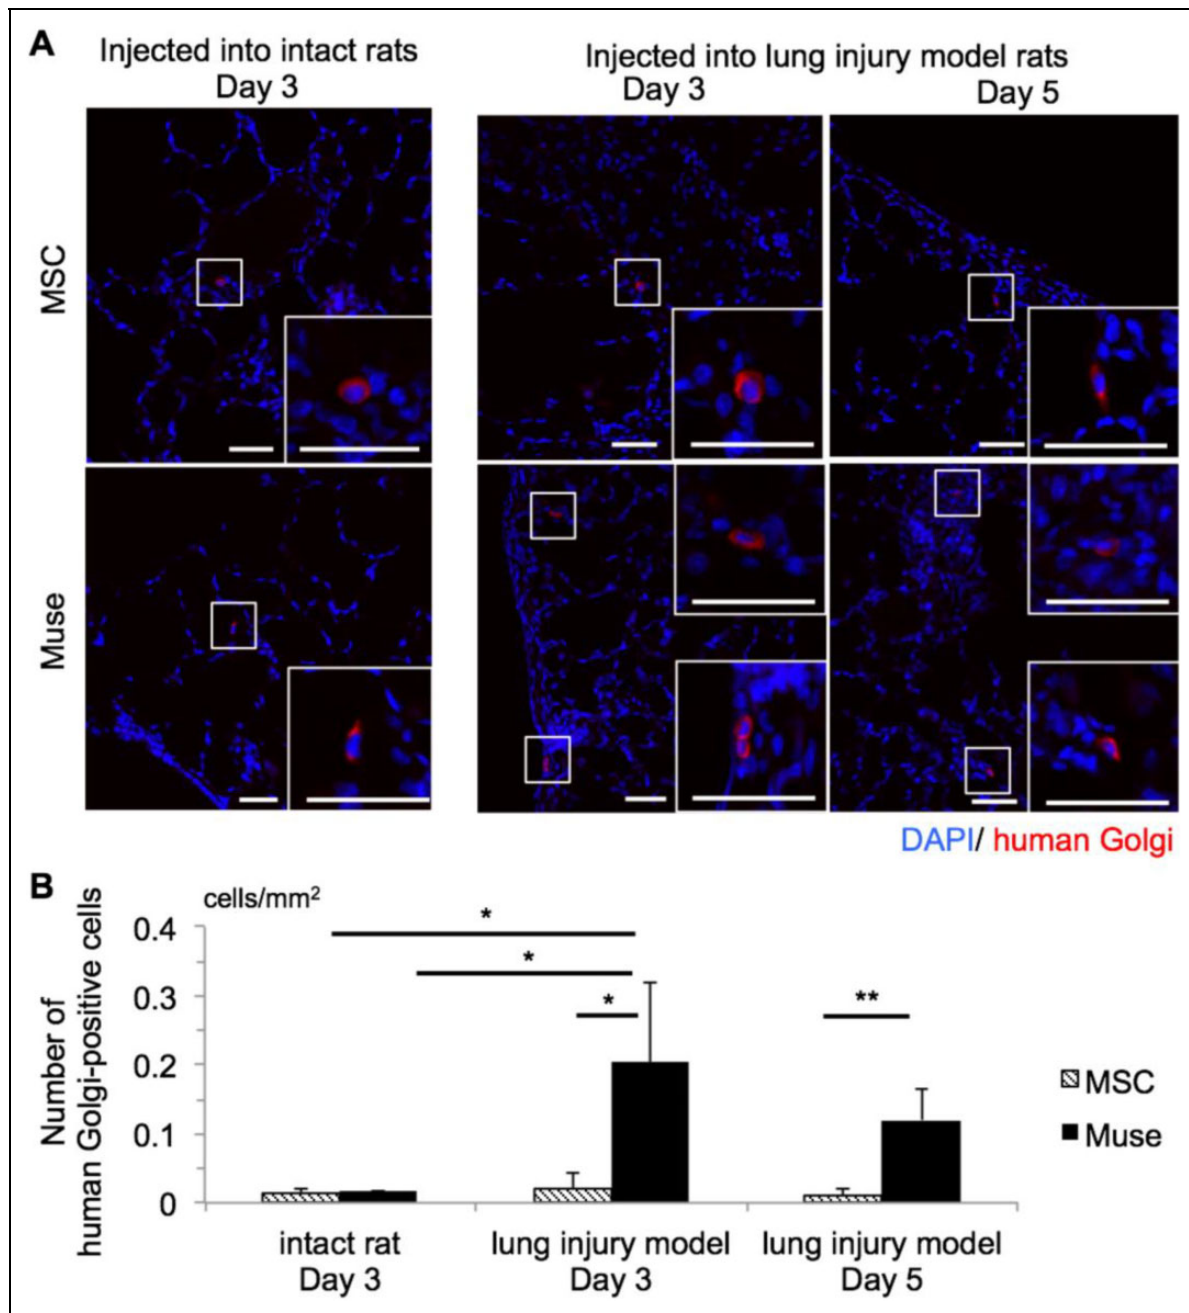 A
Injected into intact rats
Day 3
Injected into lung injury model rats
Day 3
Day 5
MSC
Muse
DAPI/ human Golgi
B
cells/mm²
Number of
human Golgi-positive cells
0.4
0.3
0.2
0.1
0
*
*
*
**
MSC
Muse
intact rat
Day 3
lung injury model
Day 3
lung injury model
Day 5